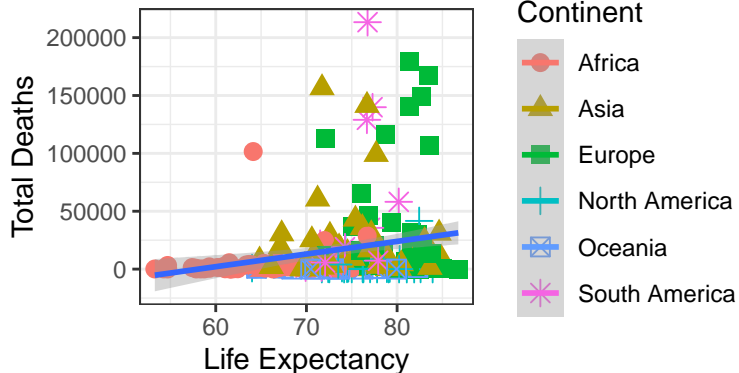 Continent
Africa
Asia
Europe
North America
Oceania
South America
Total Deaths
200000
150000
100000
50000
0
60
70
80
Life Expectancy